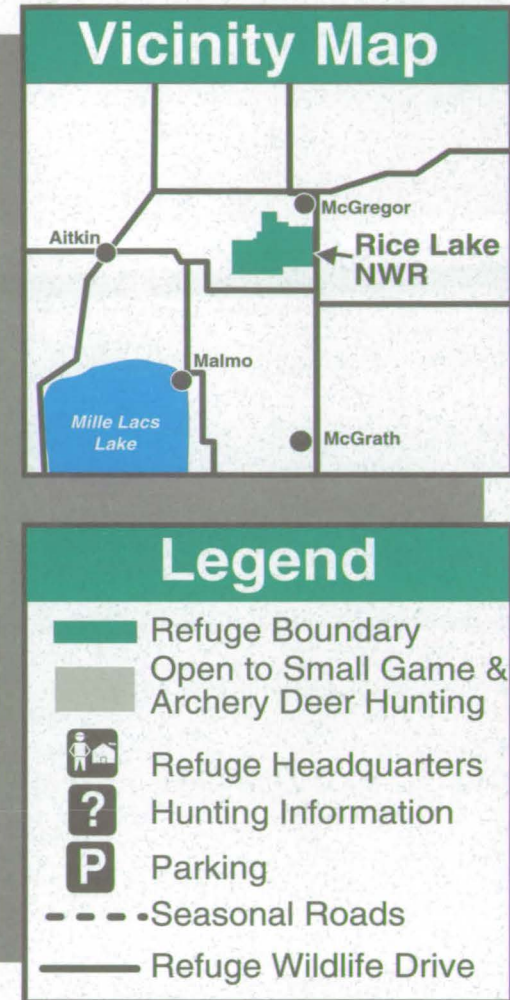 Vicinity Map
McGregor
Aitkin
Rice Lake
NWR
Malmo
Mille Lacs
Lake
McGrath
Legend
Refuge Boundary
Open to Small Game &
Archery Deer Hunting
Refuge Headquarters
?
Hunting Information
P
Parking
Seasonal Roads
Refuge Wildlife Drive